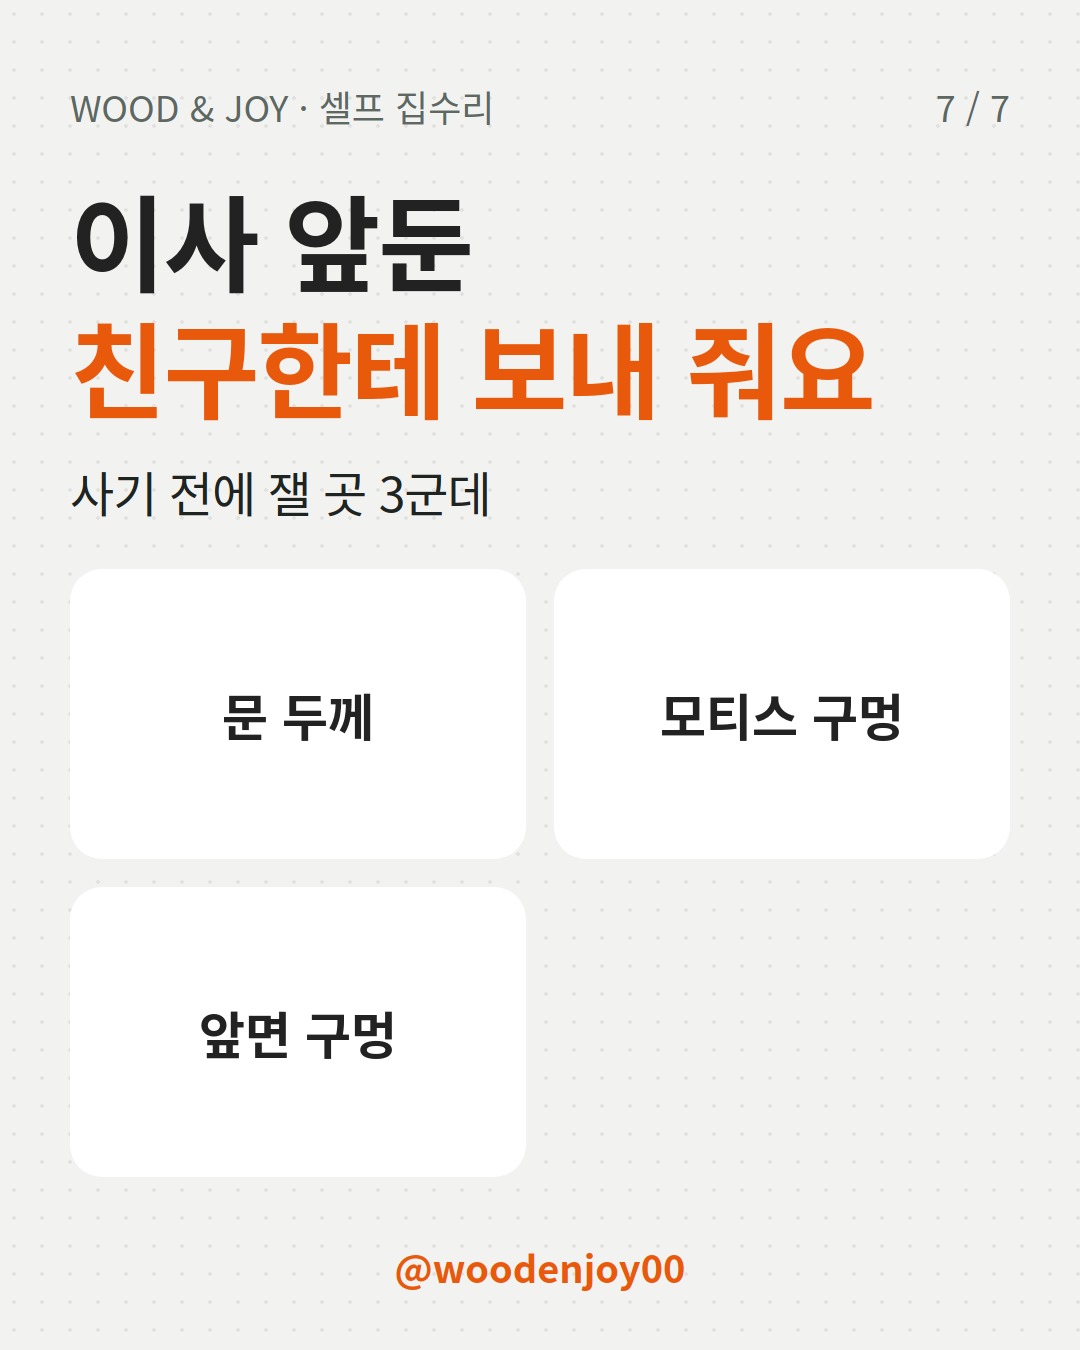 WOOD & JOY · 셀프 집수리
7 / 7
이사 앞둔
친구한테 보내 줘요
사기 전에 잴 곳 3군데
문 두께
모티스 구멍
앞면 구멍
@woodenjoy00